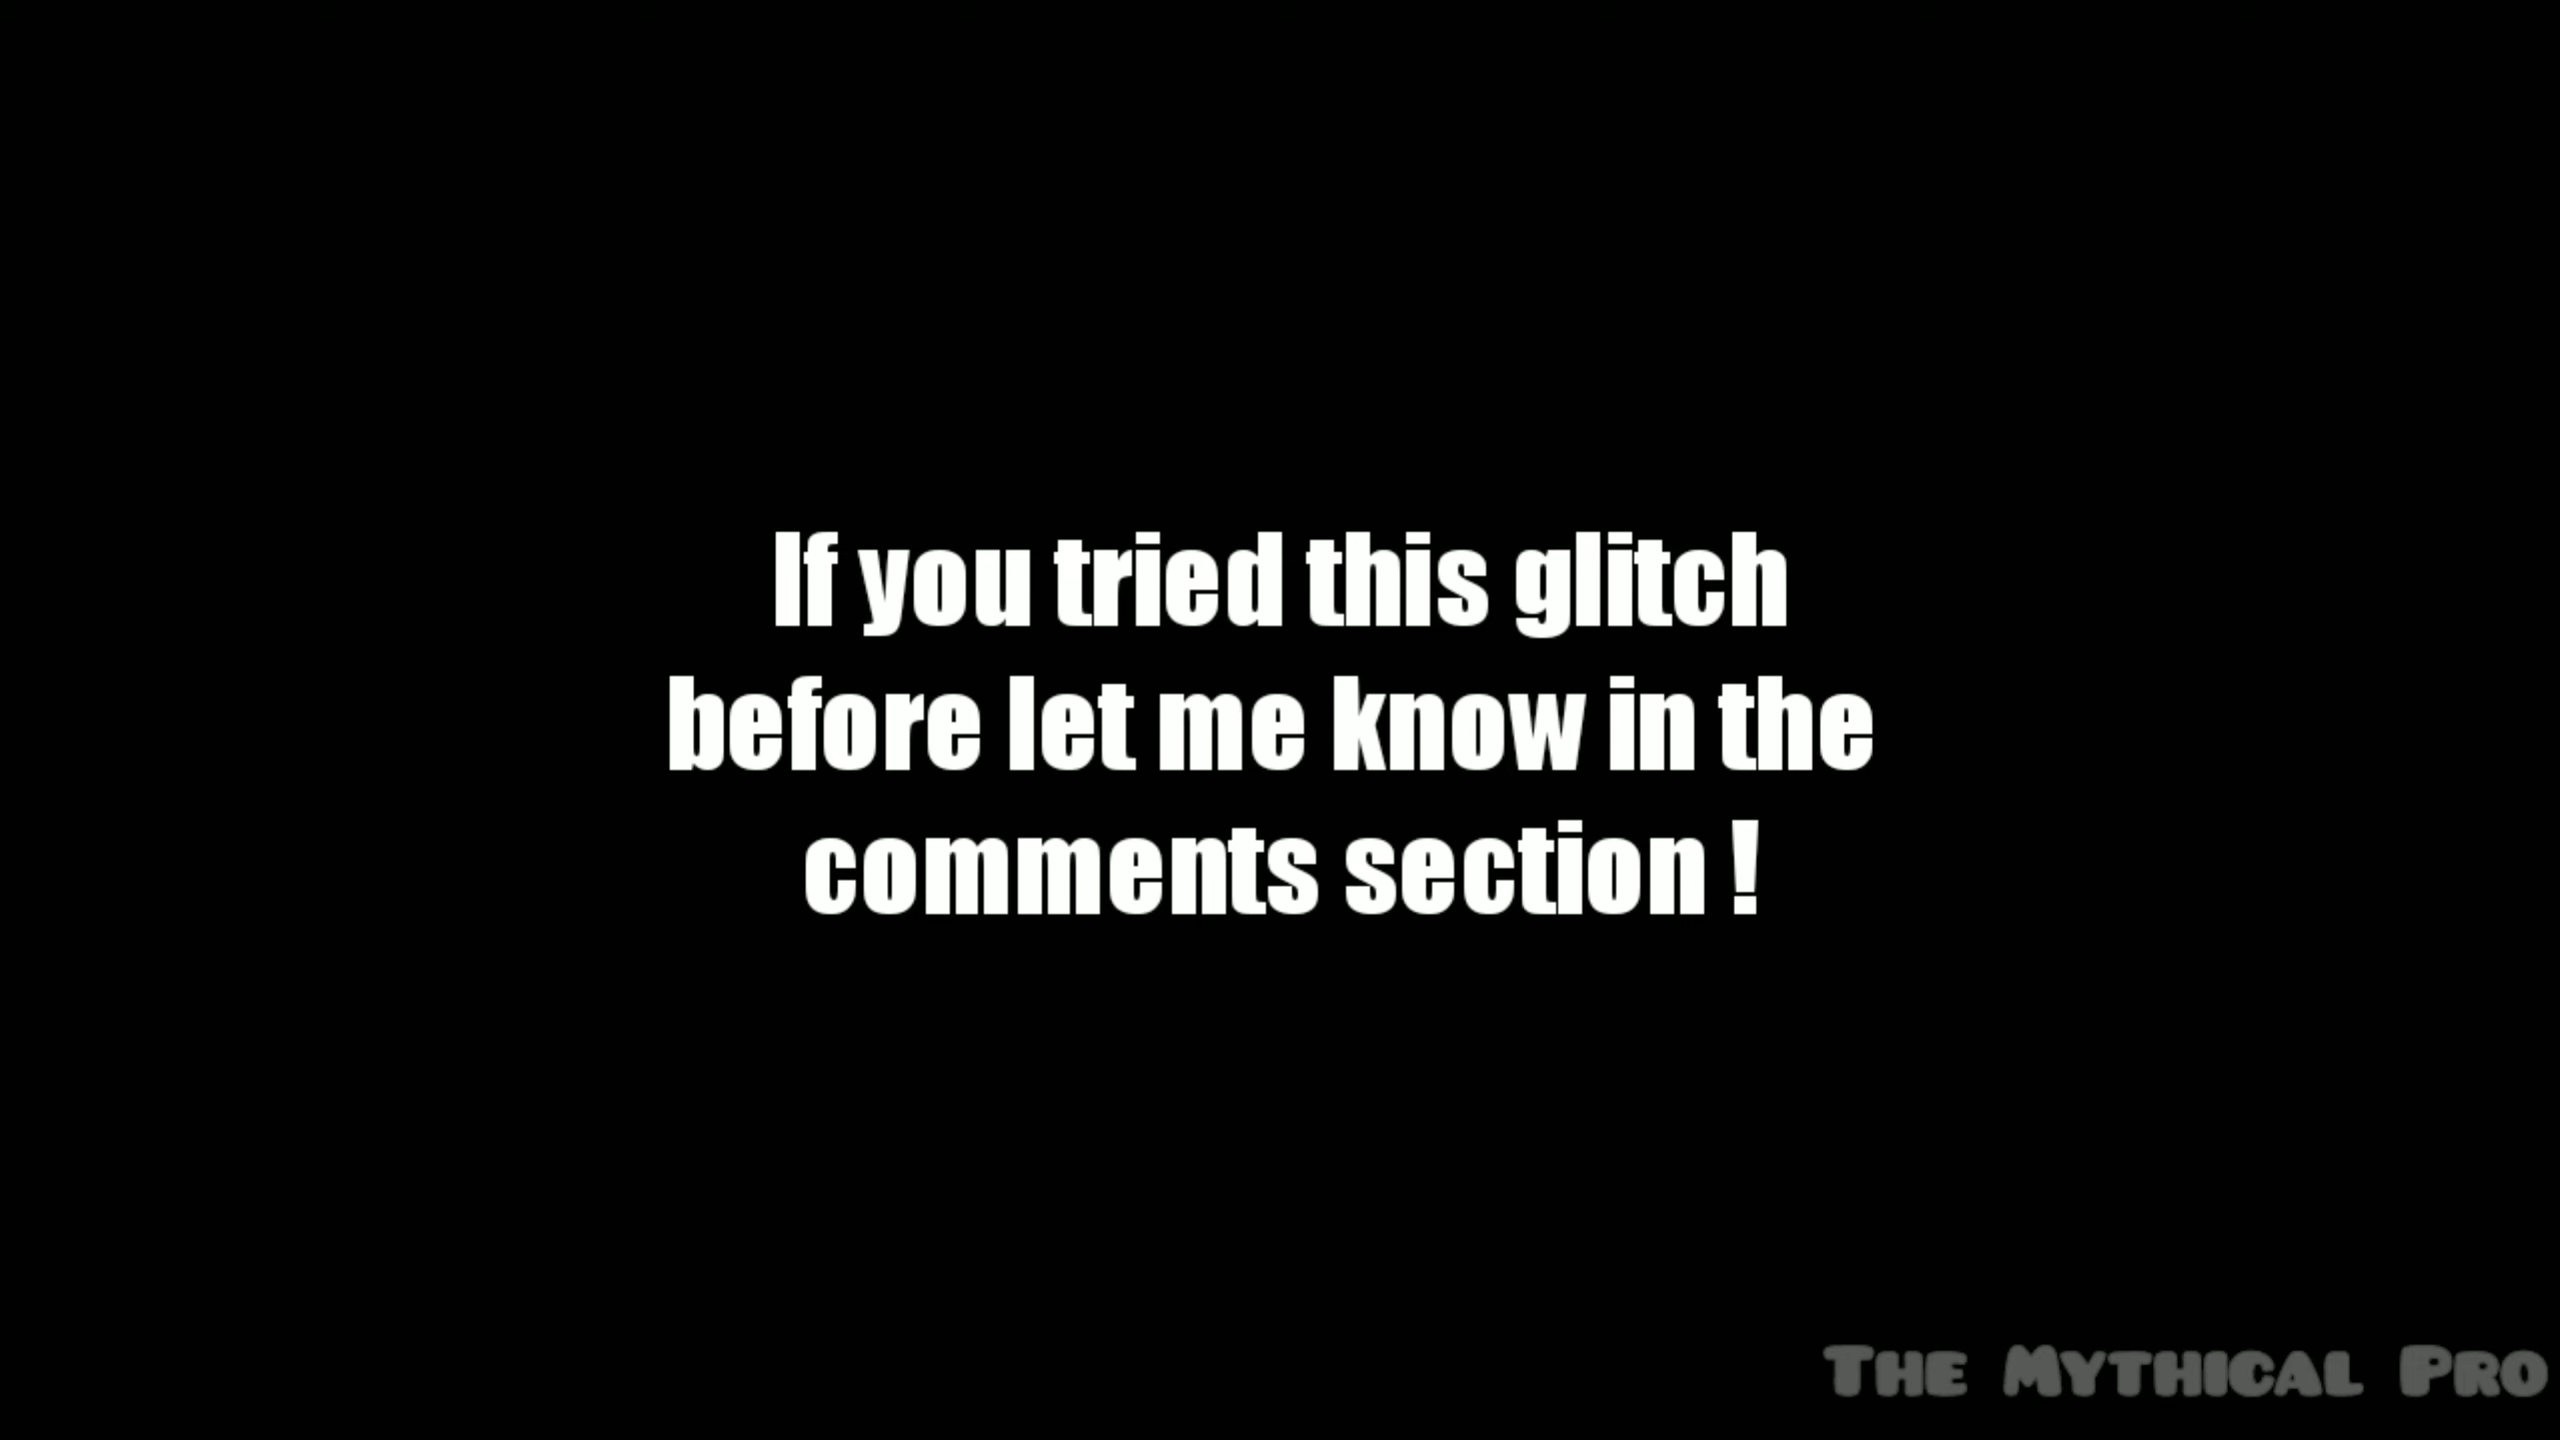 If you tried this glitch
before let me know in the
comments section !
The Mythical Pro